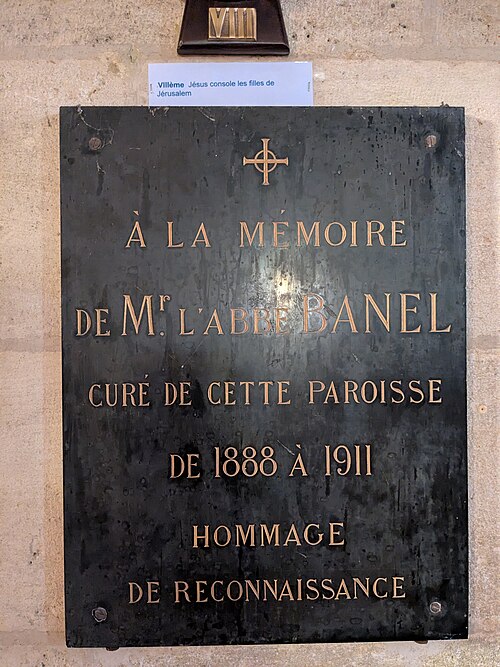 VIII
VIIIème Jésus console les filles de
Jérusalem
À LA MÉMOIRE
DE Mr. L'ABBÉ BANEL
CURÉ DE CETTE PAROISSE
DE 1888 À 1911
HOMMAGE
DE RECONNAISSANCE